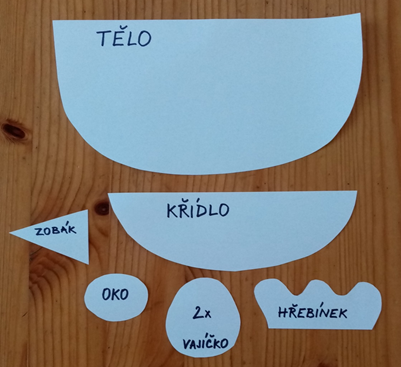 TĚLO
KŘÍDLO
ZOBÁK
OKO
2x
VAJÍČKO
HŘEBÍNEK